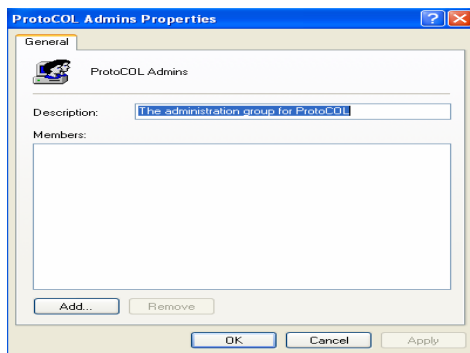 ProtoCOL Admins Properties
General
ProtoCOL Admins
Description: The administration group for ProtoCOL
Members:
Add... Remove
OK Cancel Apply